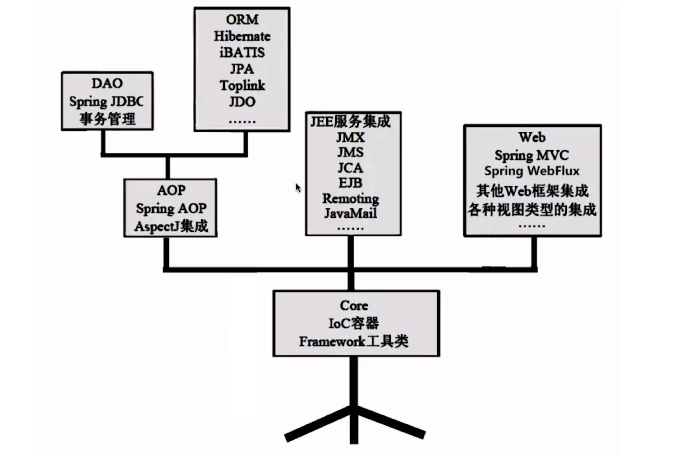 ORM
Hibernate
iBATIS
JPA
Toplink
JDO
……
DAO
Spring JDBC
事务管理
JEE服务集成
JMX
JMS
JCA
EJB
Remoting
JavaMail
……
Web
Spring MVC
Spring WebFlux
其他Web框架集成
各种视图类型的集成
……
AOP
Spring AOP
AspectJ集成
Core
IoC容器
Framework工具类